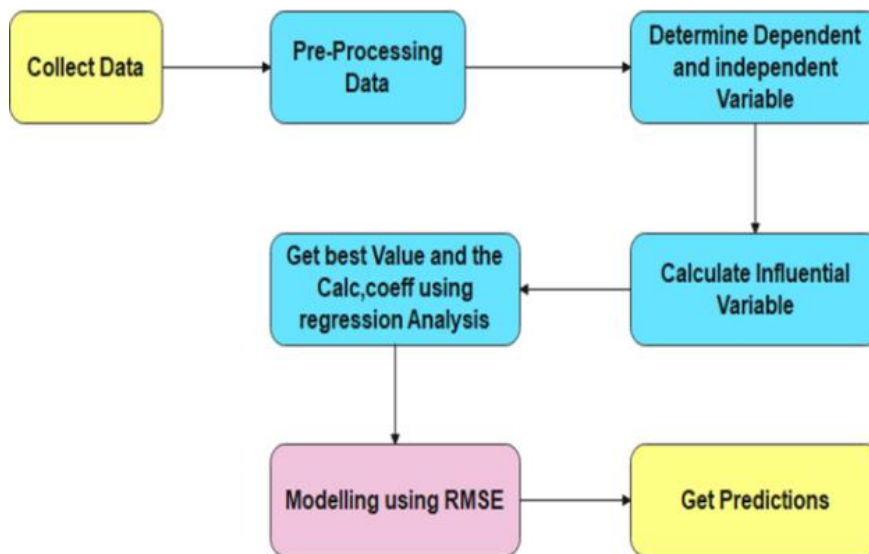 Collect Data
Pre-Processing
Data
Determine Dependent
and independent
Variable
Calculate Influential
Variable
Get best Value and the
Calc,coeff using
regression Analysis
Modelling using RMSE
Get Predictions